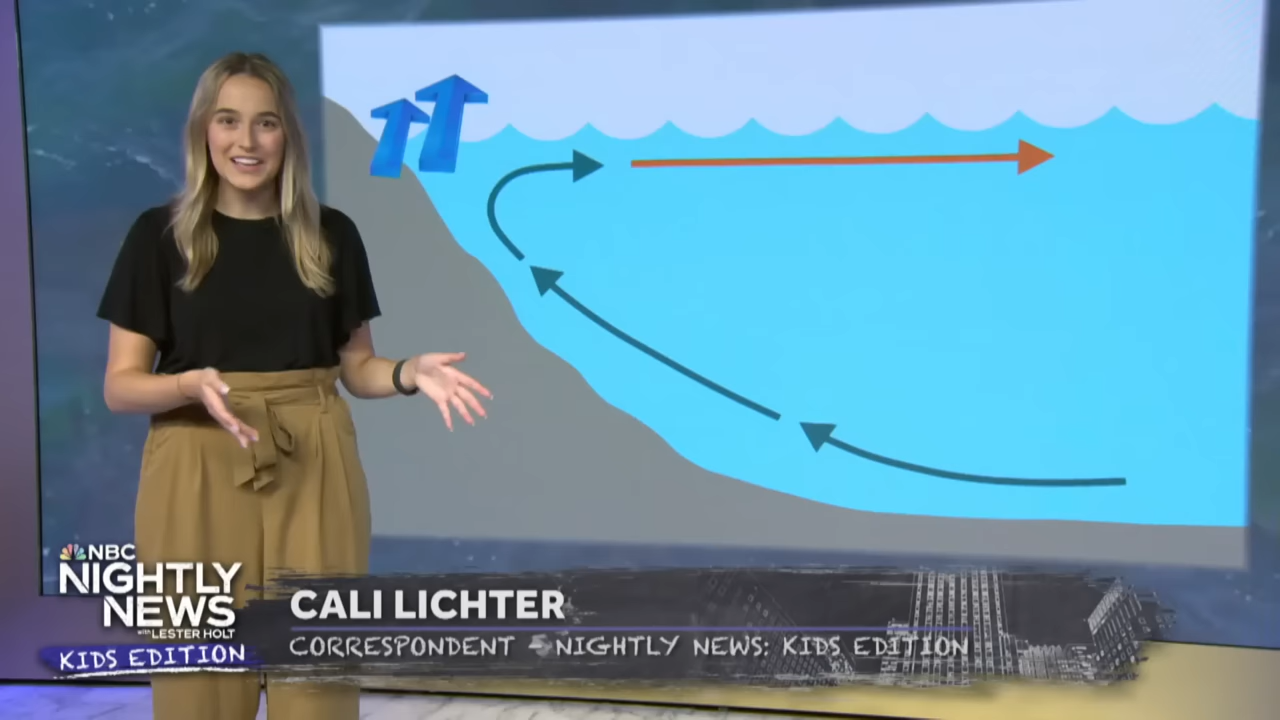 NBC
NIGHTLY
NEWS
with LESTER HOLT
KIDS EDITION
CALI LICHTER
CORRESPONDENT - NIGHTLY NEWS: KIDS EDITION